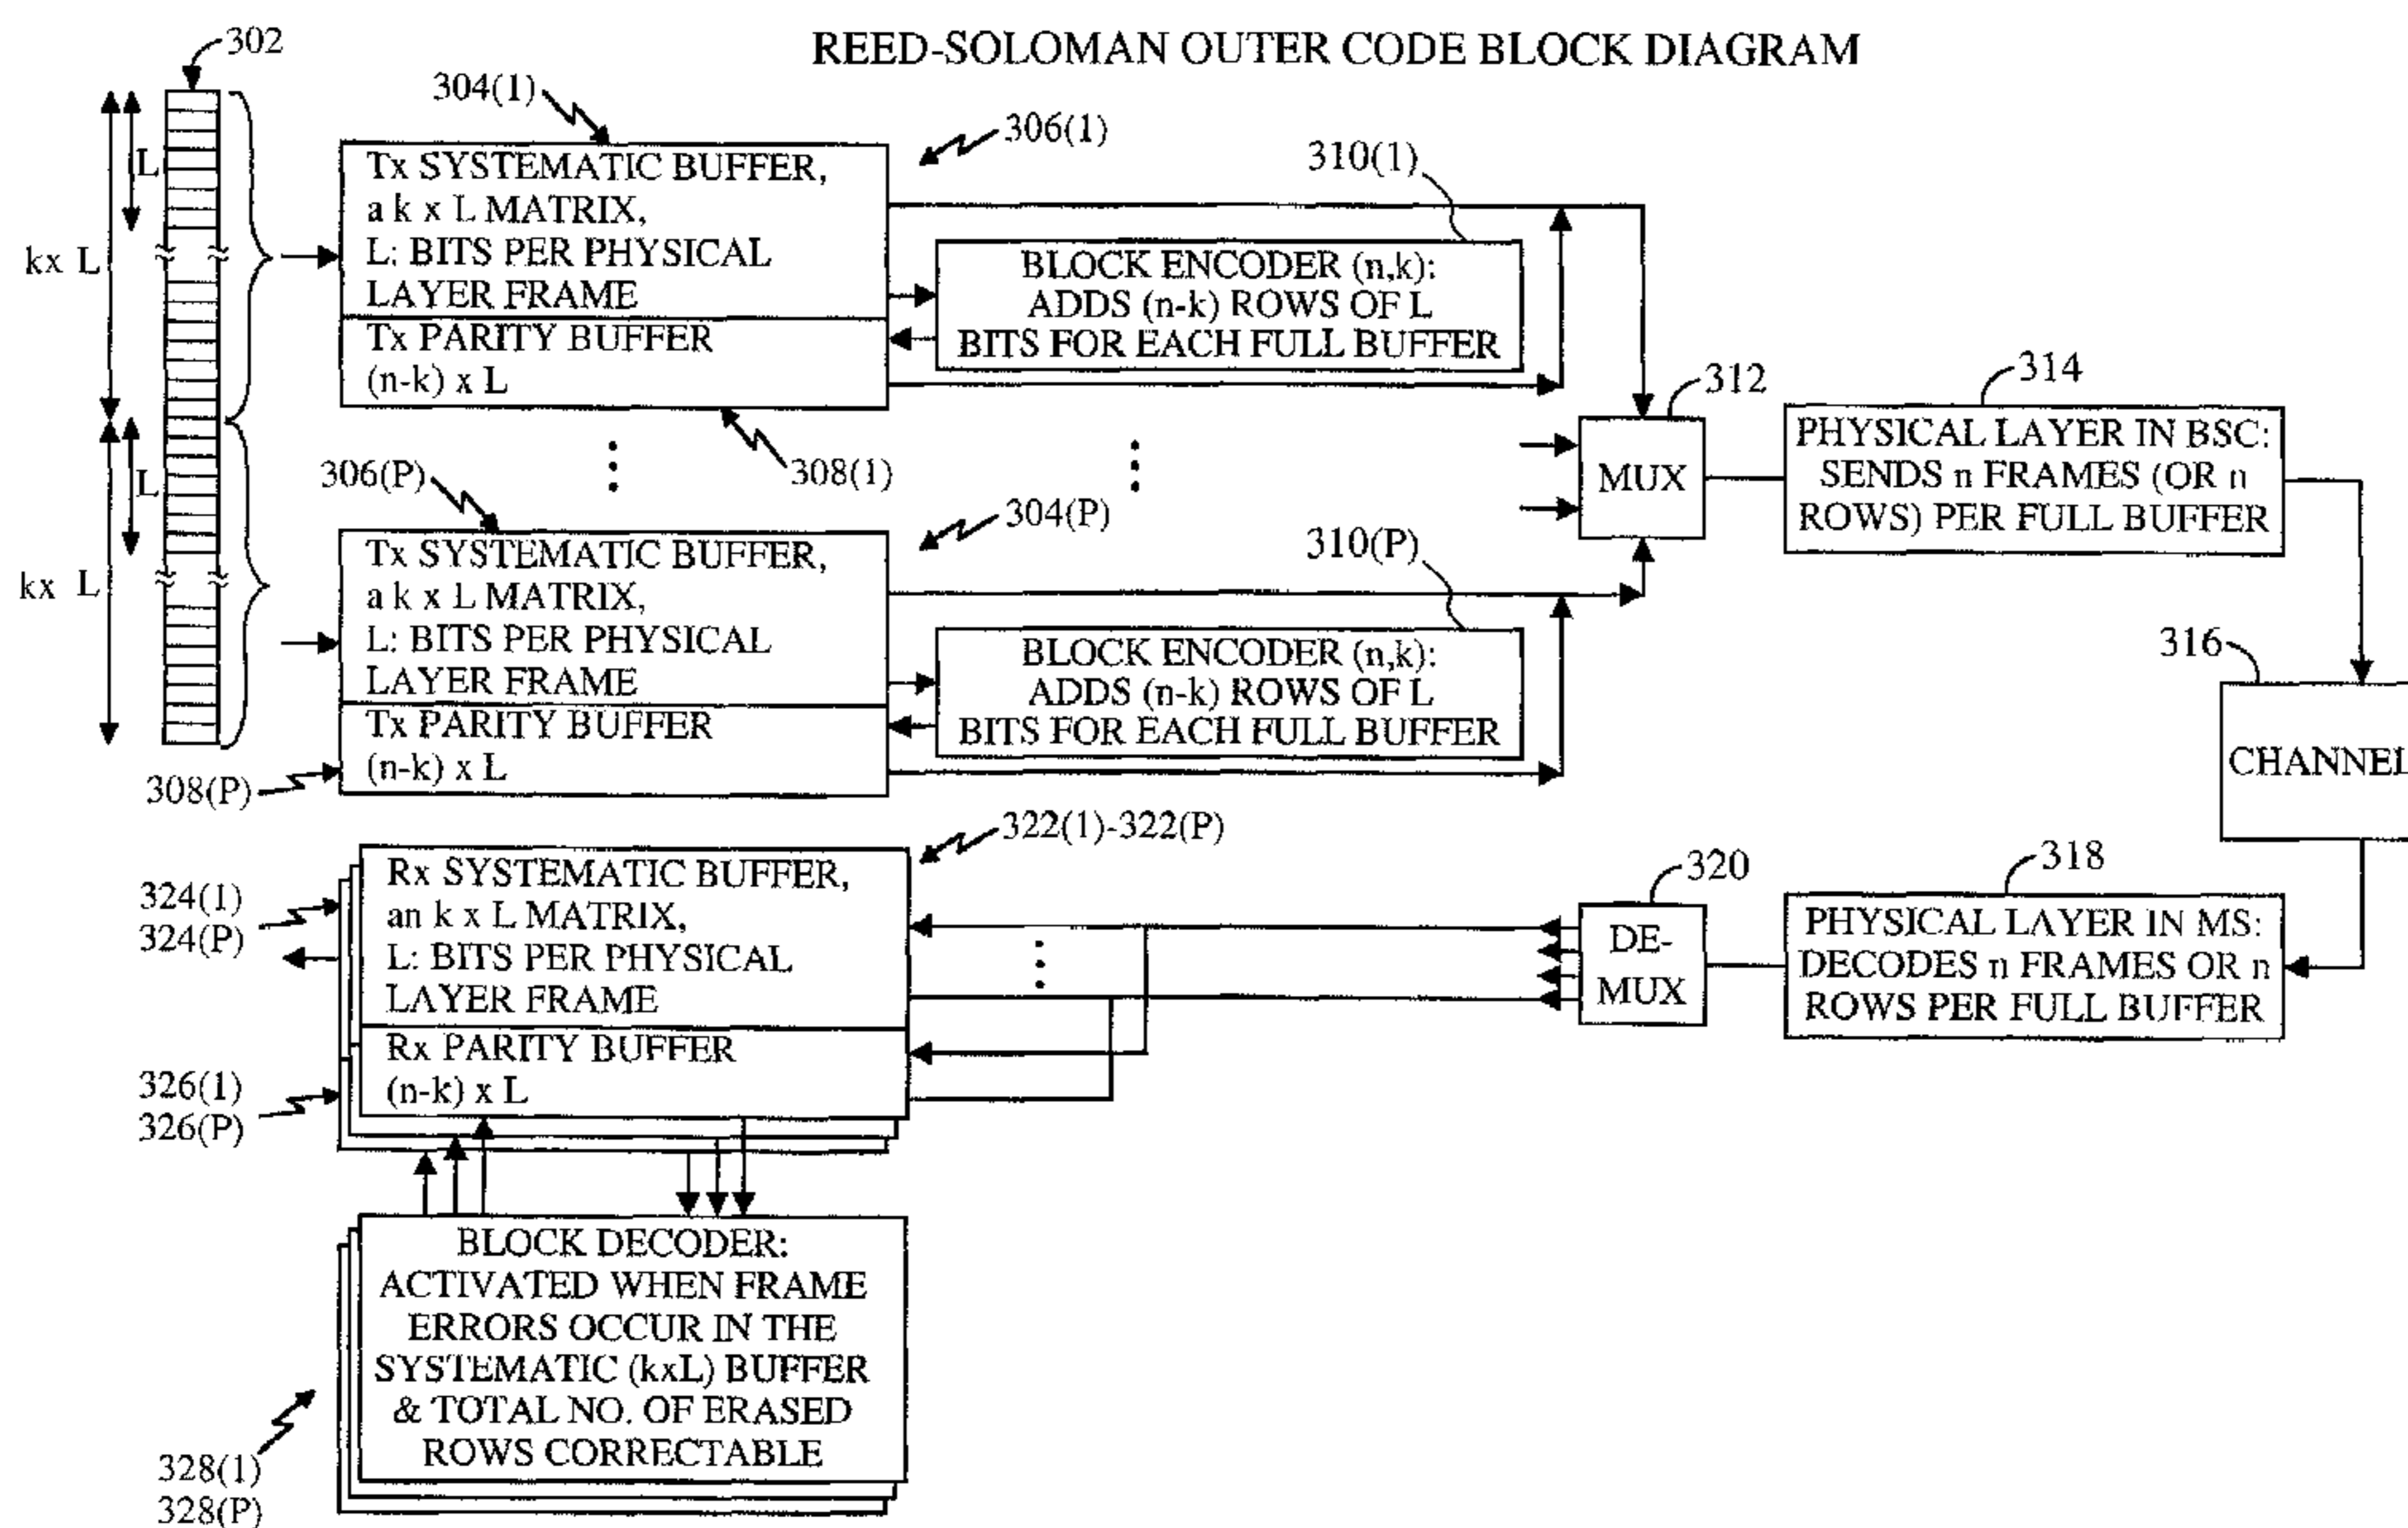 REED-SOLOMAN OUTER CODE BLOCK DIAGRAM
302
L
kx L
L
kx L
304(1)
306(1)
Tx SYSTEMATIC BUFFER,
a k x L MATRIX,
L: BITS PER PHYSICAL
LAYER FRAME
Tx PARITY BUFFER
(n-k) x L
308(1)
310(1)
BLOCK ENCODER (n,k):
ADDS (n-k) ROWS OF L
BITS FOR EACH FULL BUFFER
306(P)
304(P)
Tx SYSTEMATIC BUFFER,
a k x L MATRIX,
L: BITS PER PHYSICAL
LAYER FRAME
Tx PARITY BUFFER
(n-k) x L
308(P)
310(P)
BLOCK ENCODER (n,k):
ADDS (n-k) ROWS OF L
BITS FOR EACH FULL BUFFER
312
MUX
314
PHYSICAL LAYER IN BSC:
SENDS n FRAMES (OR n
ROWS) PER FULL BUFFER
316
CHANNEL
318
PHYSICAL LAYER IN MS:
DECODES n FRAMES OR n
ROWS PER FULL BUFFER
320
DE-
MUX
322(1)-322(P)
324(1)
324(P)
Rx SYSTEMATIC BUFFER,
an k x L MATRIX,
L: BITS PER PHYSICAL
LAYER FRAME
Rx PARITY BUFFER
(n-k) x L
326(1)
326(P)
BLOCK DECODER:
ACTIVATED WHEN FRAME
ERRORS OCCUR IN THE
SYSTEMATIC (kxL) BUFFER
& TOTAL NO. OF ERASED
ROWS CORRECTABLE
328(1)
328(P)